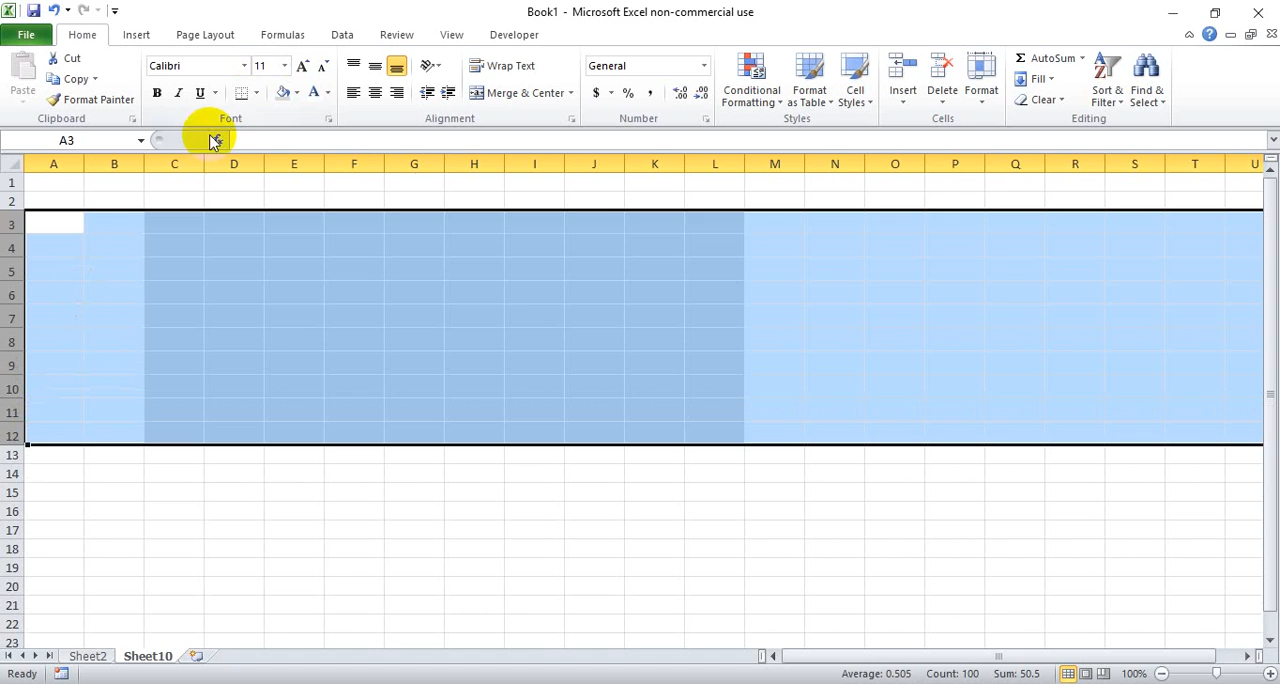 Book1 - Microsoft Excel non-commercial use
File Home Insert Page Layout Formulas Data Review View Developer
Paste
Cut
Copy
Format Painter
Clipboard
Calibri 11
B I U
Font
Wrap Text
Merge & Center
Alignment
General
$ % ,
Number
Conditional Formatting
Format as Table
Cell Styles
Styles
Insert Delete Format
Cells
Σ AutoSum
Fill
Clear
Sort & Filter
Find & Select
Editing
A3
A B C D E F G H I J K L M N O P Q R S T U
1
2
3
4
5
6
7
8
9
10
11
12
13
14
15
16
17
18
19
20
21
22
23
Sheet2 Sheet10
Ready Average: 0.505 Count: 100 Sum: 50.5 100%